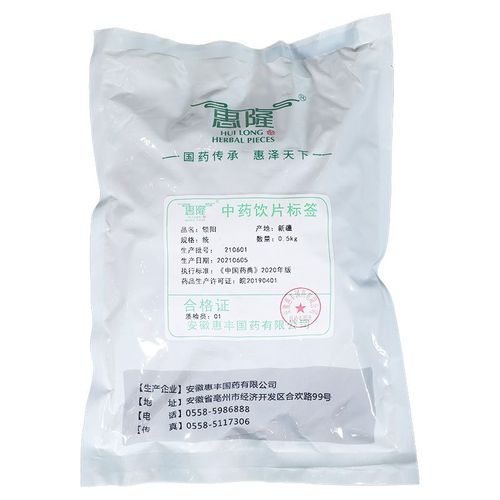 惠隆®
HUI LONG
HERBAL PIECES
国药传承 惠泽天下
惠隆 中药饮片标签
品名：锁阳 产地：新疆
规格：统 数量：0.5kg
生产批号： 210601
生产日期：20210605
执行标准：《中国药典》2020年版
药品生产许可证：皖20190401
合格证
质检员：01
安徽惠丰国药有限公司
【生产企业】安徽惠丰国药有限公司
【地 址】安徽省亳州市经济开发区合欢路99号
【电 话】0558-5986888
【传 真】0558-5117306